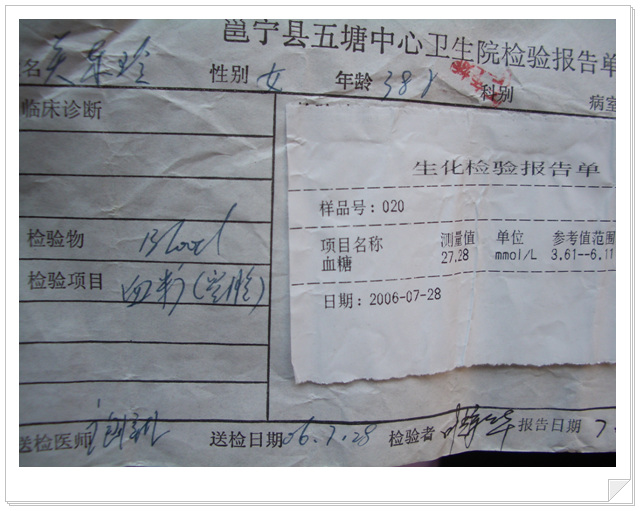 邕宁县五塘中心卫生院检验报告单
名 性别 女 年龄 38岁 科别 病室
临床诊断
生化检验报告单
样品号:020
项目名称 测量值 单位 参考值范围
血糖 27.28 mmol/L 3.61--6.11
日期:2006-07-28
检验物 Blood
检验项目 血糖(空腹)
送检医师 送检日期 06.7.28 检验者 报告日期 7